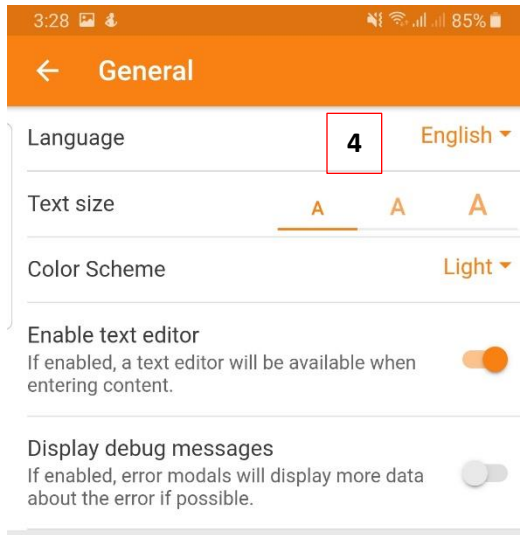 3:28 85%
General
Language 4 English
Text size A A A
Color Scheme Light
Enable text editor
If enabled, a text editor will be available when
entering content.
Display debug messages
If enabled, error modals will display more data
about the error if possible.